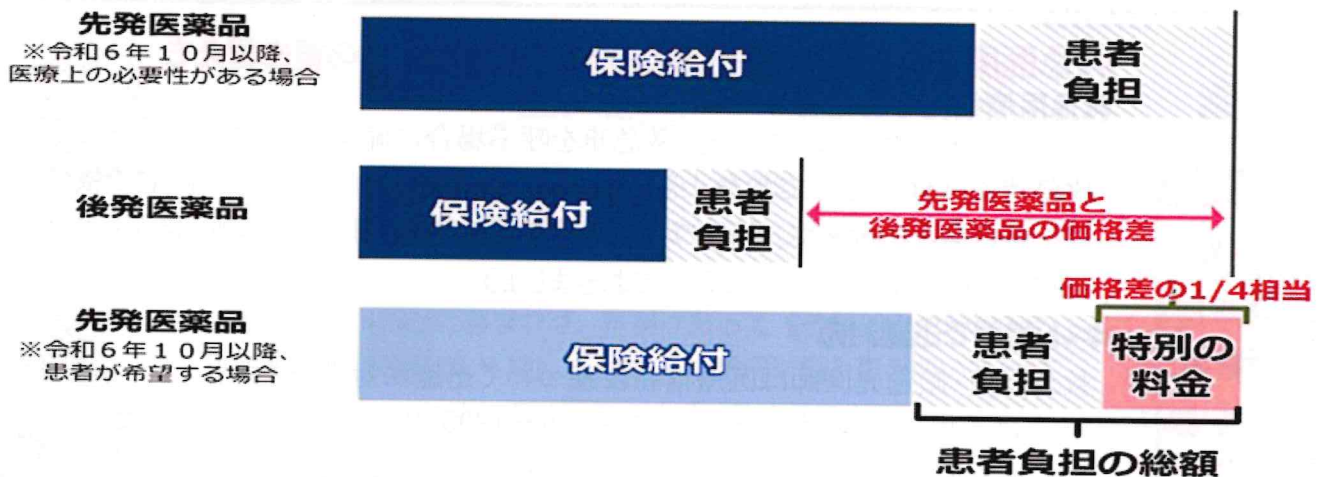 先発医薬品
※令和6年10月以降、
医療上の必要性がある場合
保険給付
患者
負担
後発医薬品
保険給付
患者
負担
先発医薬品と
後発医薬品の価格差
価格差の1/4相当
先発医薬品
※令和6年10月以降、
患者が希望する場合
保険給付
患者
負担
特別の
料金
患者負担の総額